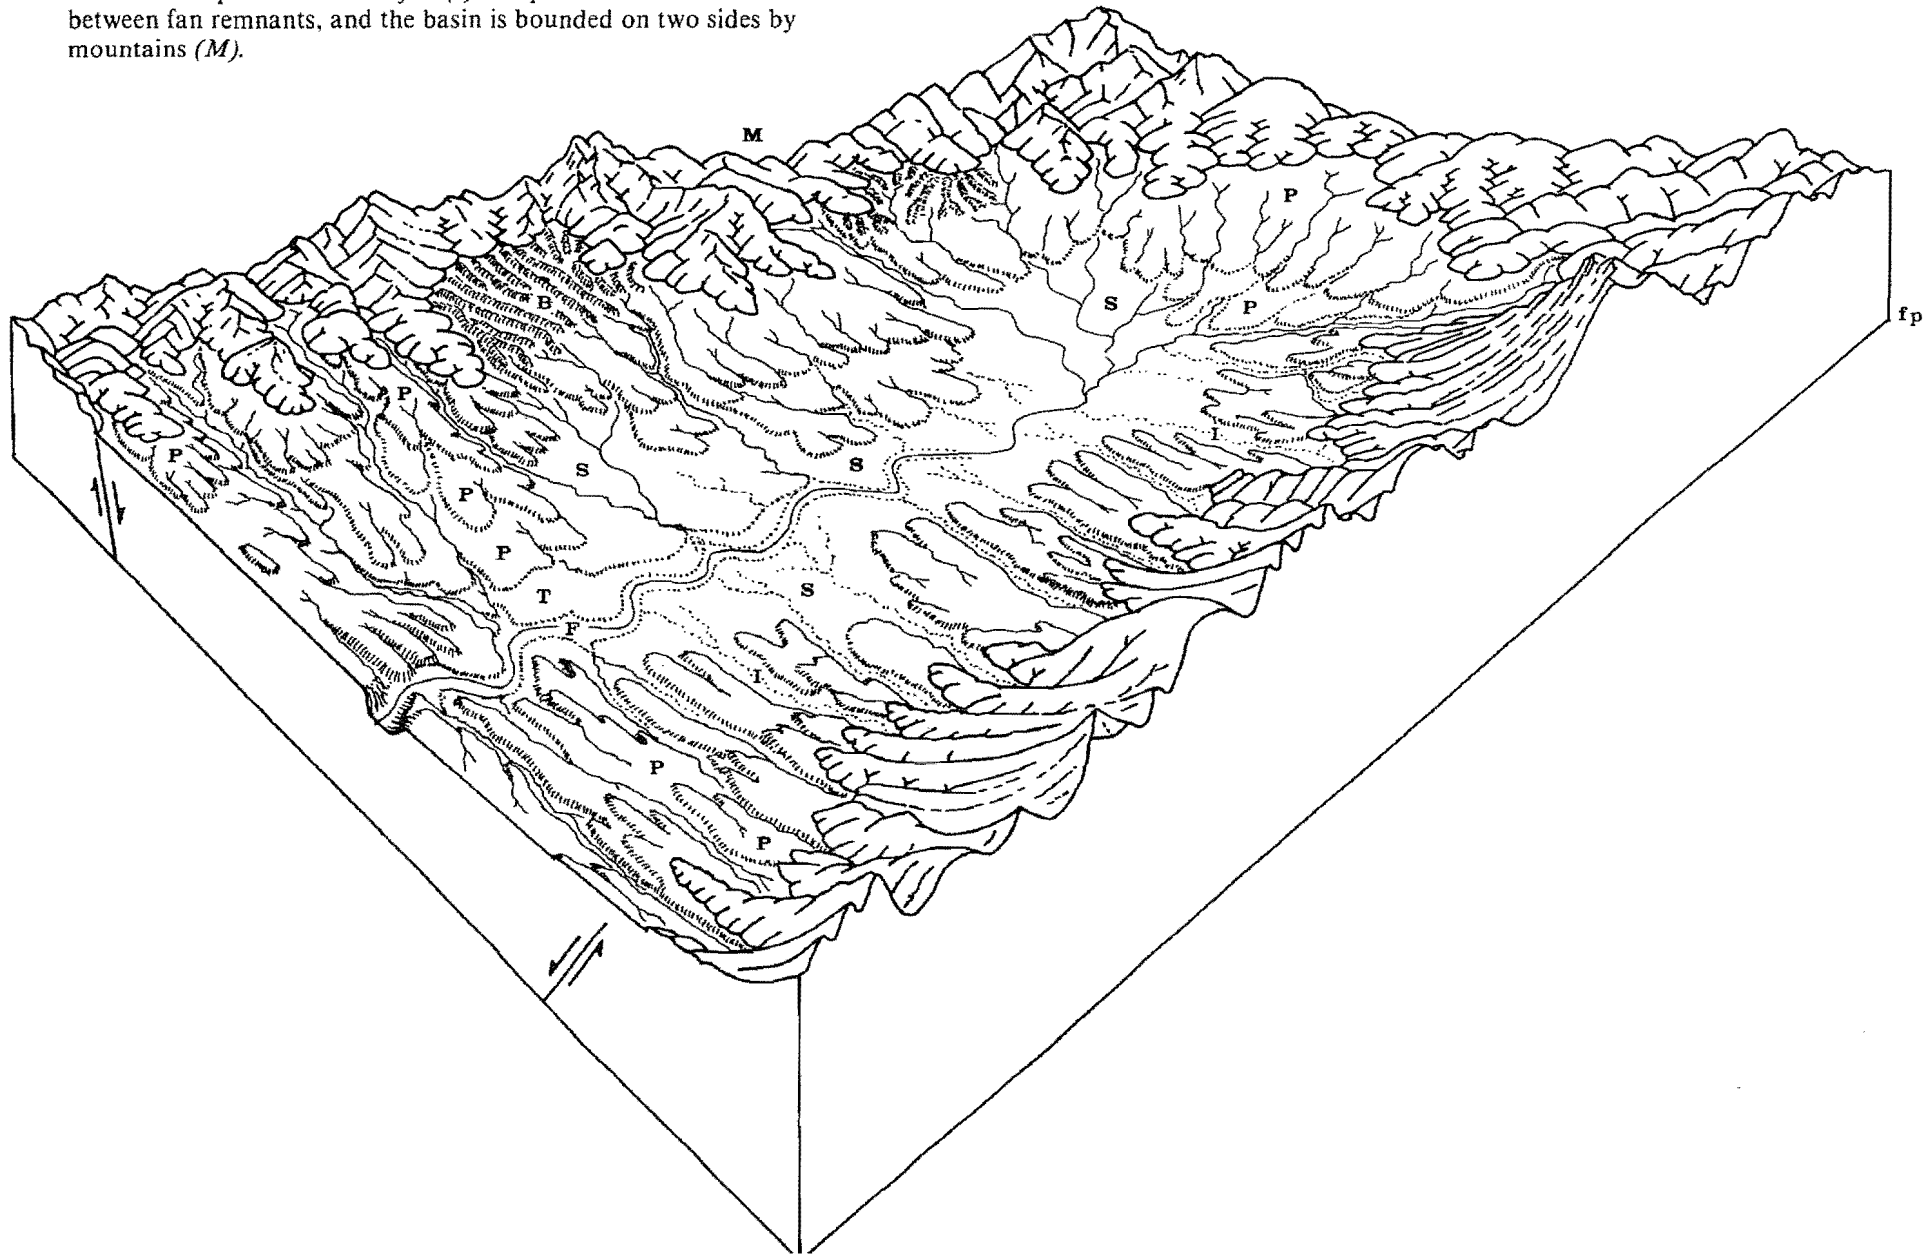 between fan remnants, and the basin is bounded on two sides by
mountains (M).
M
P
B
P
S
fp
P
I
P
S
S
P
P
S
T
F
I
P
P